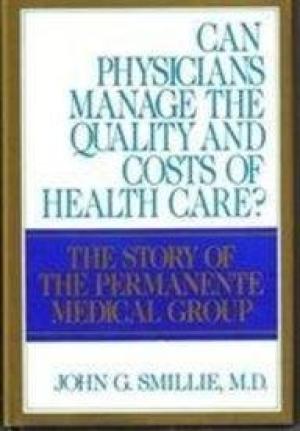 CAN
PHYSICIANS
MANAGE THE
QUALITY AND
COSTS OF
HEALTH CARE?
THE STORY OF
THE PERMANENTE
MEDICAL GROUP
JOHN G. SMILLIE, M.D.